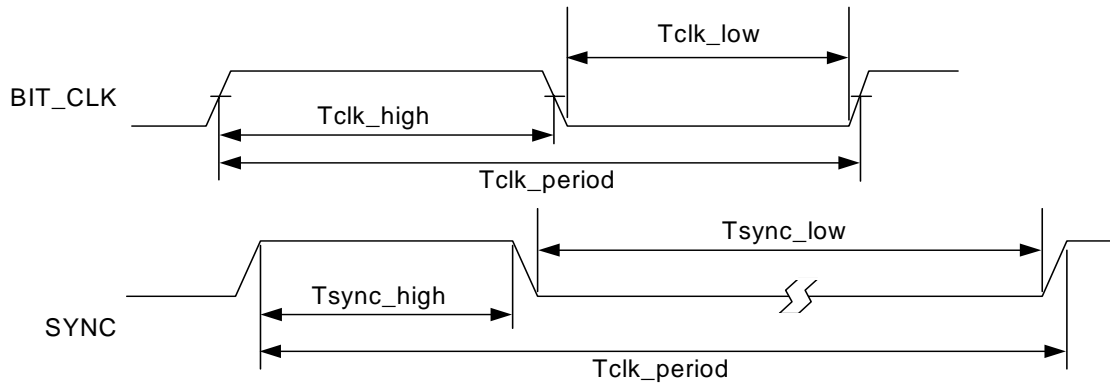 Tclk_low
BIT_CLK
Tclk_high
Tclk_period
Tsync_low
Tsync_high
SYNC
Tclk_period